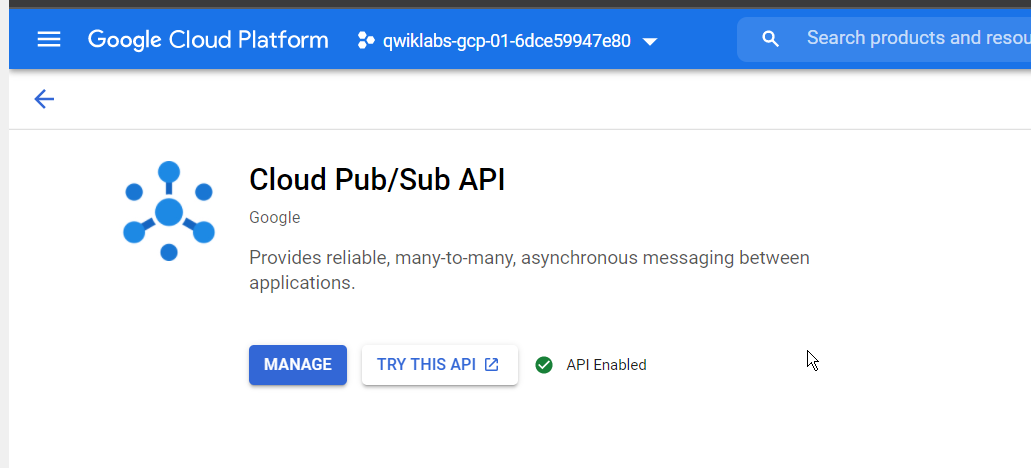 Google Cloud Platform
qwiklabs-gcp-01-6dce59947e80
Search products and resou
Cloud Pub/Sub API
Google
Provides reliable, many-to-many, asynchronous messaging between
applications.
MANAGE
TRY THIS API
API Enabled